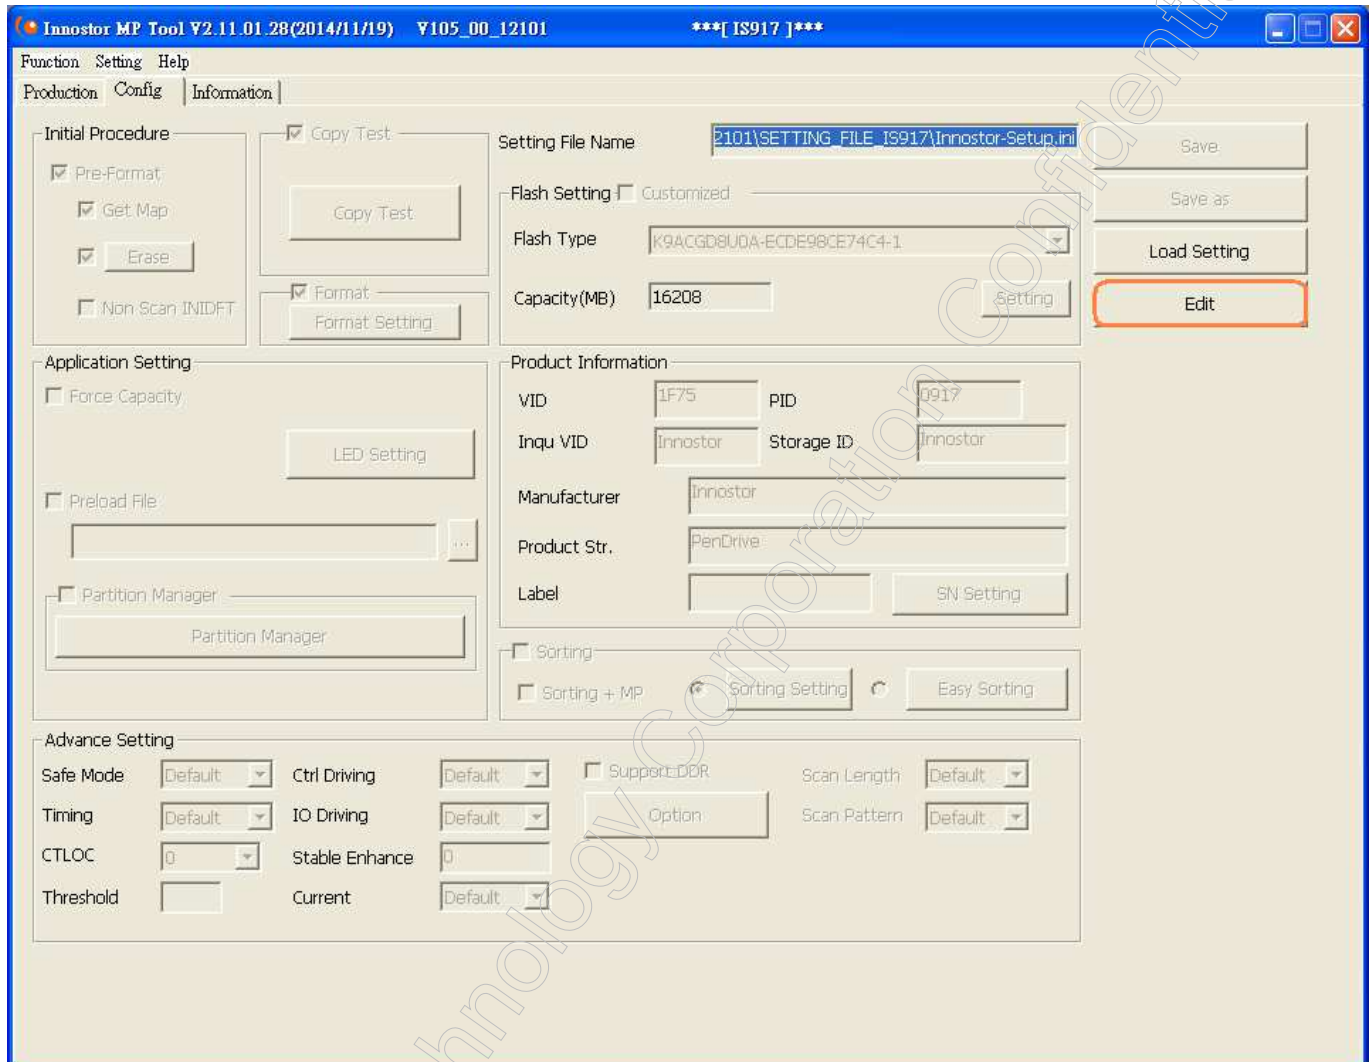 Innostor MP Tool V2.11.01.28(2014/11/19) V105_00_12101 ***[ IS917 ]***
Function Setting Help
Production Config Information
Initial Procedure
Pre-Format
Get Map
Erase
Non Scan INIDFT
Copy Test
Copy Test
Format
Format Setting
Setting File Name 2101\SETTING_FILE_IS917\Innostor-Setup.ini
Flash Setting Customized
Flash Type K9ACGD8U0A-ECDE98CE74C4-1
Capacity(MB) 16208 Setting
Save
Save as
Load Setting
Edit
Application Setting
Force Capacity
LED Setting
Preload File
...
Partition Manager
Partition Manager
Product Information
VID 1F75 PID 0917
Inqu VID Innostor Storage ID Innostor
Manufacturer Innostor
Product Str. PenDrive
Label SN Setting
Sorting
Sorting + MP Sorting Setting Easy Sorting
Advance Setting
Safe Mode Default Ctrl Driving Default Support DDR Scan Length Default
Timing Default IO Driving Default Option Scan Pattern Default
CTLOC 0 Stable Enhance 0
Threshold Current Default
hnology Corporation Confidenti